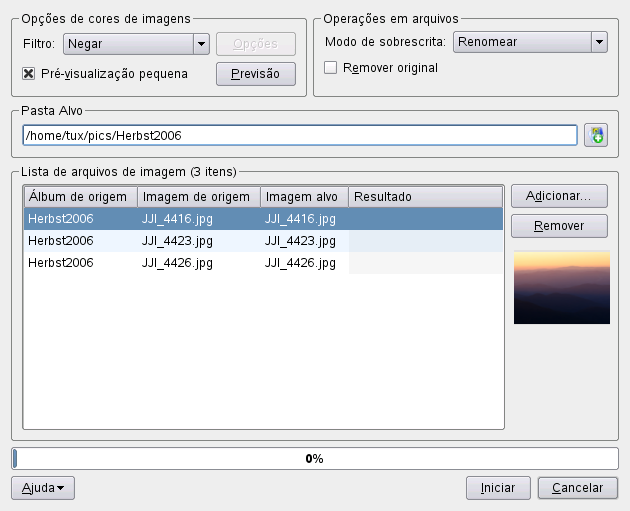 Opções de cores de imagens
Filtro: Negar Opções
Pré-visualização pequena Previsão
Operações em arquivos
Modo de sobrescrita: Renomear
Remover original
Pasta Alvo
/home/tux/pics/Herbst2006
Lista de arquivos de imagem (3 itens)
Álbum de origem Imagem de origem Imagem alvo Resultado
Herbst2006 JJI_4416.jpg JJI_4416.jpg
Herbst2006 JJI_4423.jpg JJI_4423.jpg
Herbst2006 JJI_4426.jpg JJI_4426.jpg
Adicionar...
Remover
0%
Ajuda Iniciar Cancelar